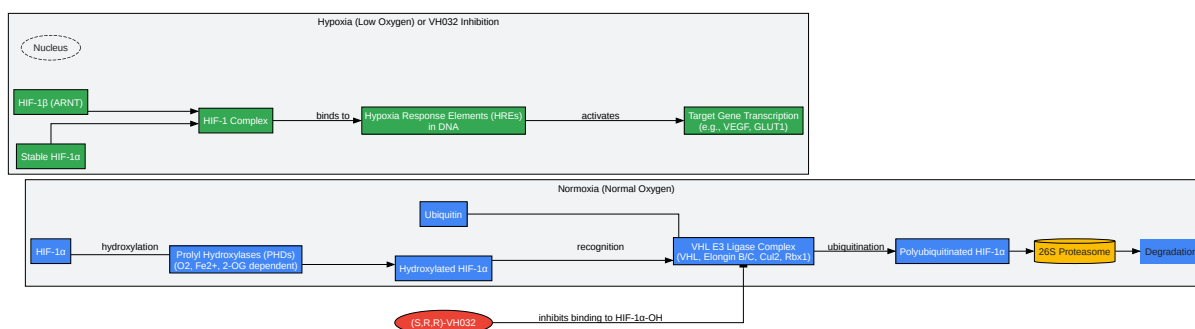 Hypoxia (Low Oxygen) or VH032 Inhibition
Nucleus
HIF-1β (ARNT)
HIF-1 Complex
binds to
Hypoxia Response Elements (HREs)
in DNA
activates
Target Gene Transcription
(e.g., VEGF, GLUT1)
Stable HIF-1α
Normoxia (Normal Oxygen)
Ubiquitin
HIF-1α
hydroxylation
Prolyl Hydroxylases (PHDs)
(O2, Fe2+, 2-OG dependent)
Hydroxylated HIF-1α
recognition
VHL E3 Ligase Complex
(VHL, Elongin B/C, Cul2, Rbx1)
ubiquitination
Polyubiquitinated HIF-1α
26S Proteasome
Degradation
(S,R,R)-VH032
inhibits binding to HIF-1α-OH